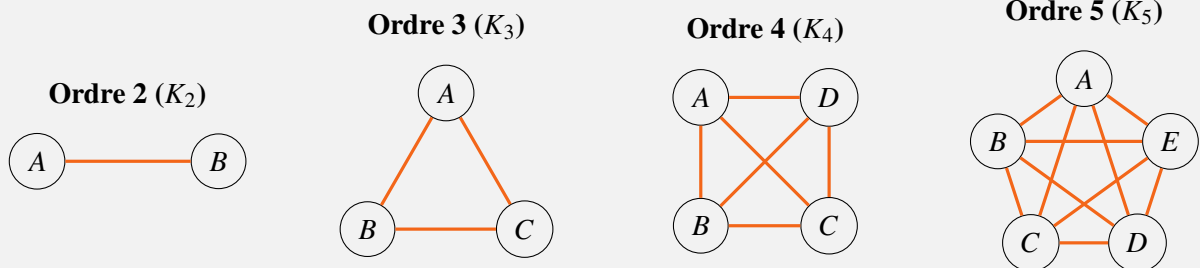 Ordre 2 (K₂)
A B
Ordre 3 (K₃)
A
B C
Ordre 4 (K₄)
A D
B C
Ordre 5 (K₅)
A
B E
C D